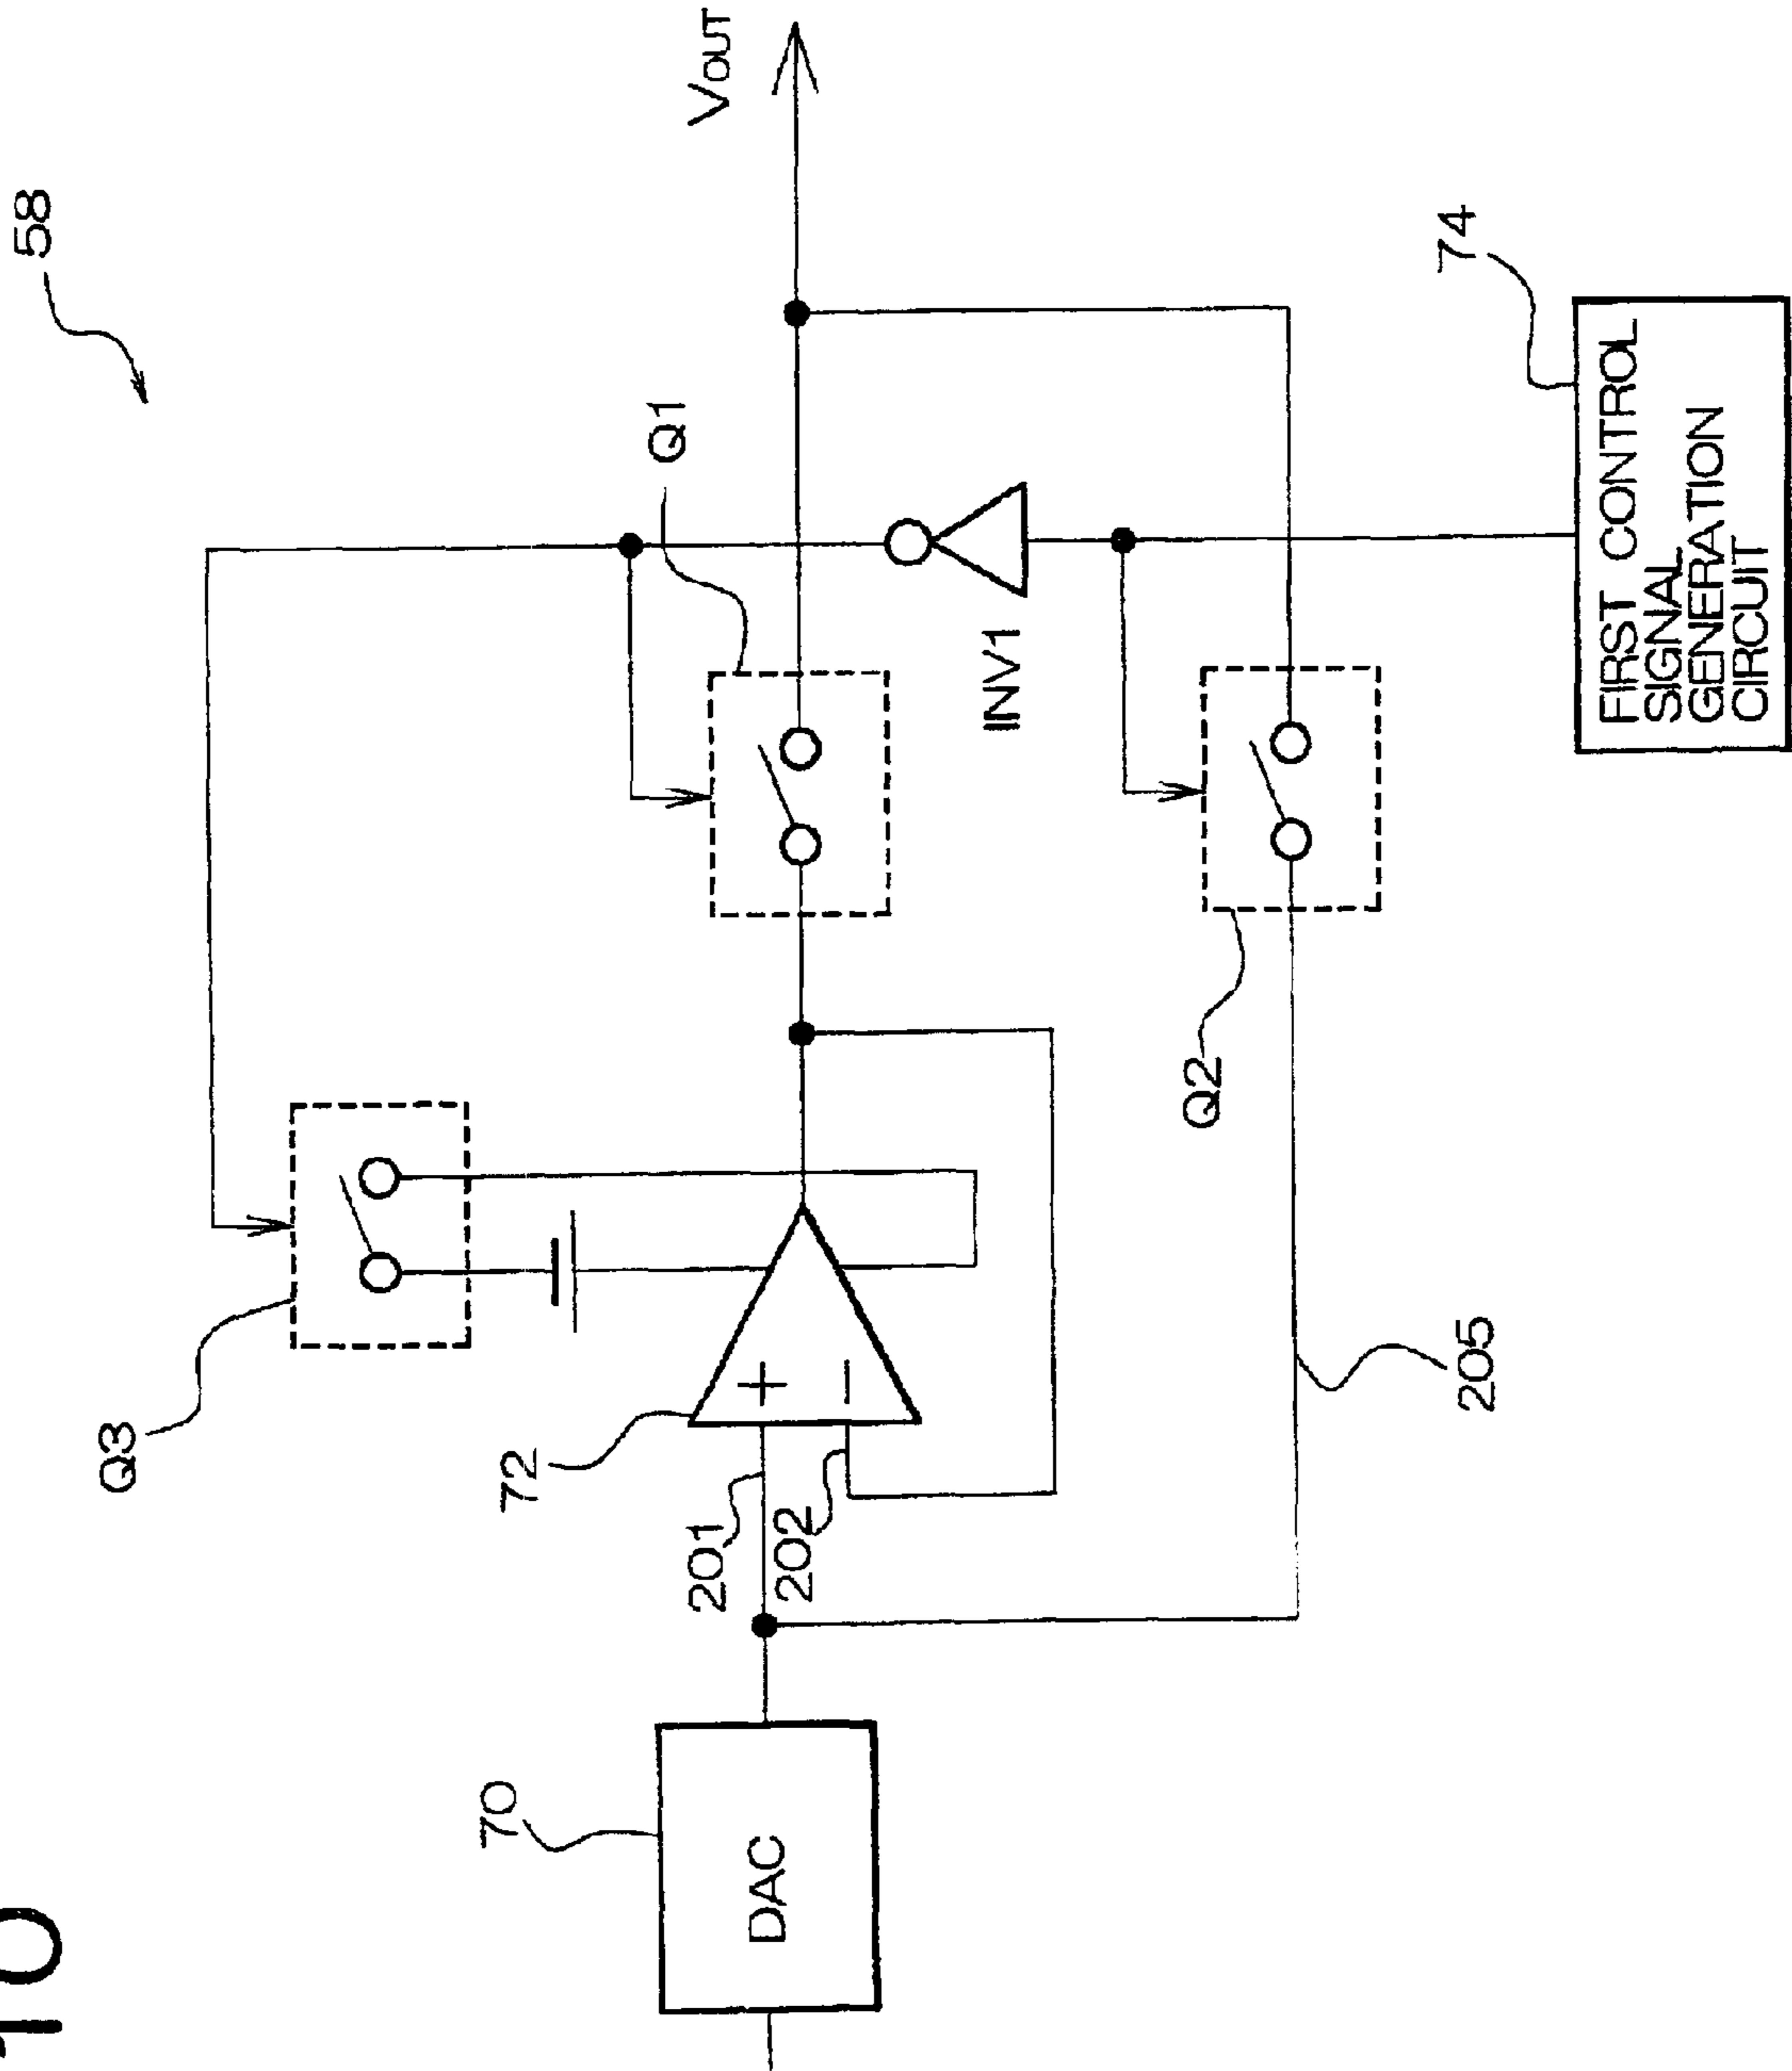 10
58
Q3
72
201
202
70
DAC
Q1
VOUT
INV1
Q2
205
74
FIRST CONTROL
SIGNAL
GENERATION
CIRCUIT
+
−